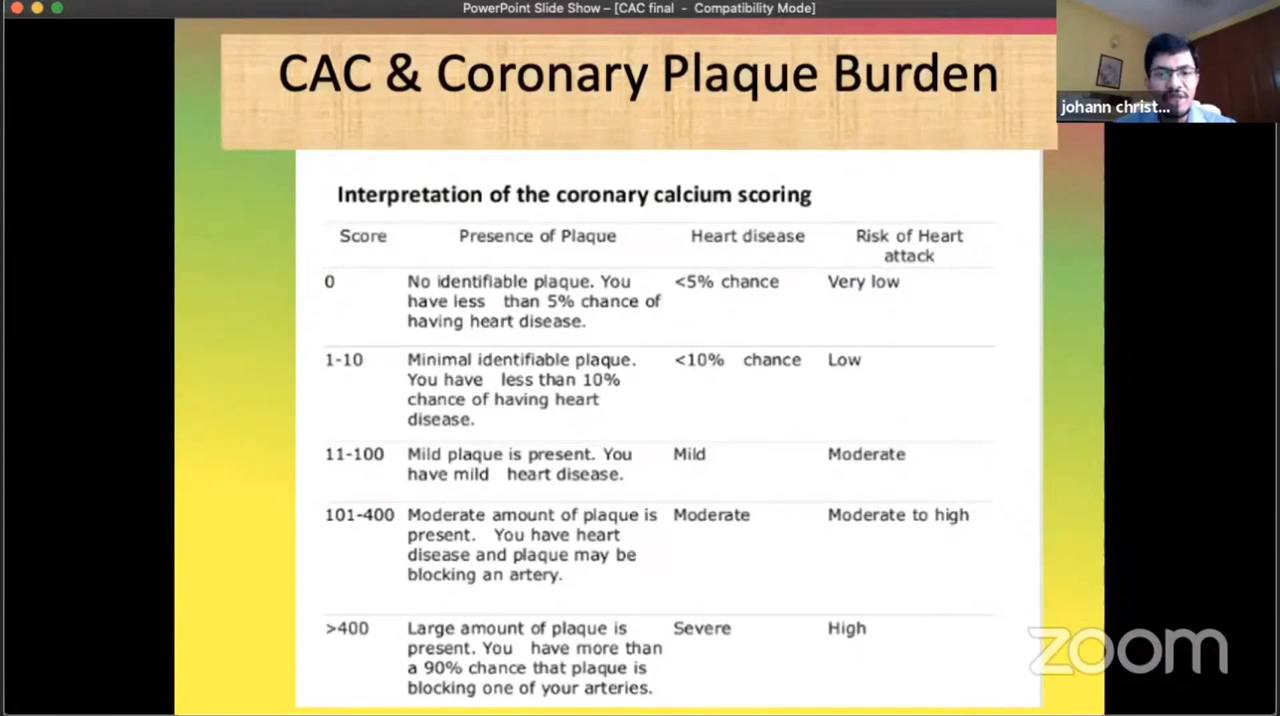 PowerPoint Slide Show – [CAC final - Compatibility Mode]
CAC & Coronary Plaque Burden
johann christ...
Interpretation of the coronary calcium scoring
Score
Presence of Plaque
Heart disease
Risk of Heart
attack
0
No identifiable plaque. You
have less than 5% chance of
having heart disease.
<5% chance
Very low
1-10
Minimal identifiable plaque.
You have less than 10%
chance of having heart
disease.
<10% chance
Low
11-100
Mild plaque is present. You
have mild heart disease.
Mild
Moderate
101-400
Moderate amount of plaque is
present. You have heart
disease and plaque may be
blocking an artery.
Moderate
Moderate to high
>400
Large amount of plaque is
present. You have more than
a 90% chance that plaque is
blocking one of your arteries.
Severe
High
zoom